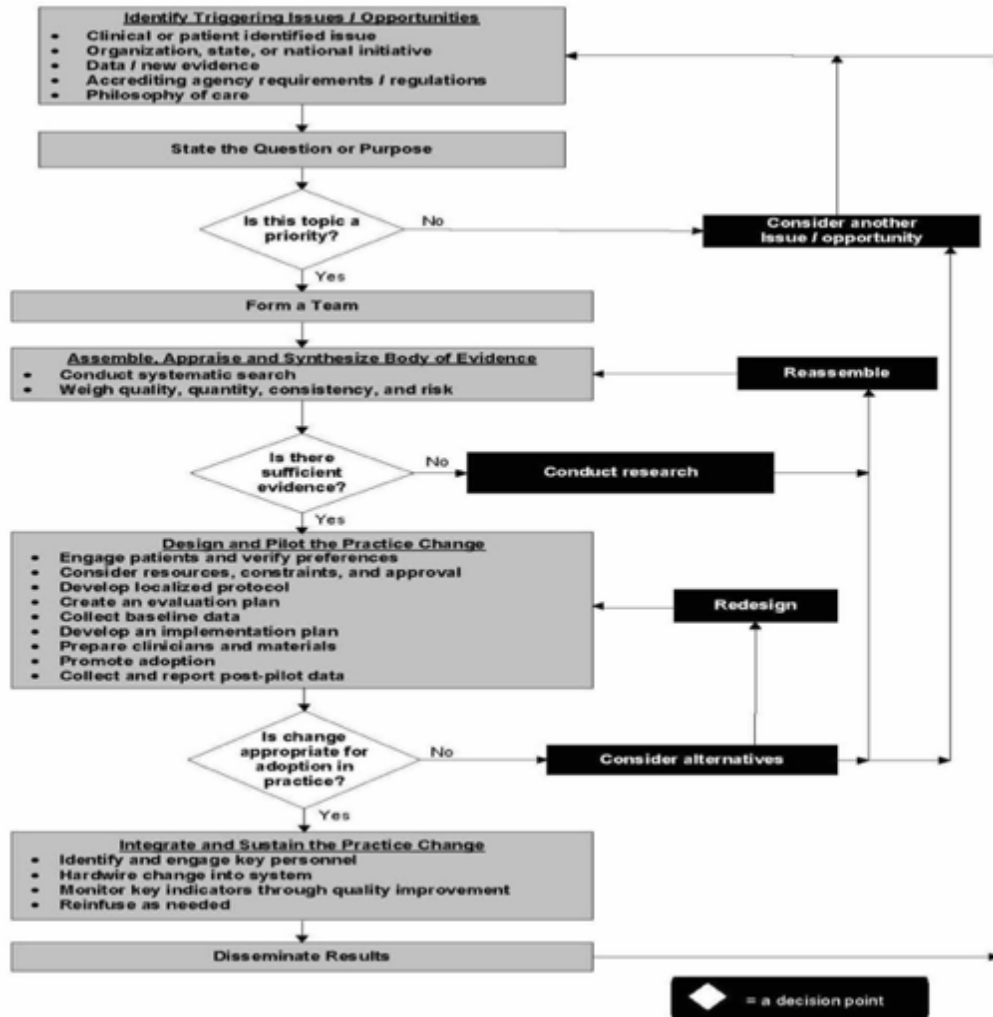 Identify Triggering Issues / Opportunities
• Clinical or patient identified issue
• Organization, state, or national initiative
• Data / new evidence
• Accrediting agency requirements / regulations
• Philosophy of care
State the Question or Purpose
Is this topic a
priority?
No
Consider another
Issue / opportunity
Yes
Form a Team
Assemble, Appraise and Synthesize Body of Evidence
• Conduct systematic search
• Weigh quality, quantity, consistency, and risk
Reassemble
Is there
sufficient
evidence?
No
Conduct research
Yes
Design and Pilot the Practice Change
• Engage patients and verify preferences
• Consider resources, constraints, and approval
• Develop localized protocol
• Create an evaluation plan
• Collect baseline data
• Develop an implementation plan
• Prepare clinicians and materials
• Promote adoption
• Collect and report post-pilot data
Redesign
Is change
appropriate for
adoption in
practice?
No
Consider alternatives
Yes
Integrate and Sustain the Practice Change
• Identify and engage key personnel
• Hardwire change into system
• Monitor key indicators through quality improvement
• Reinfuse as needed
Disseminate Results
= a decision point